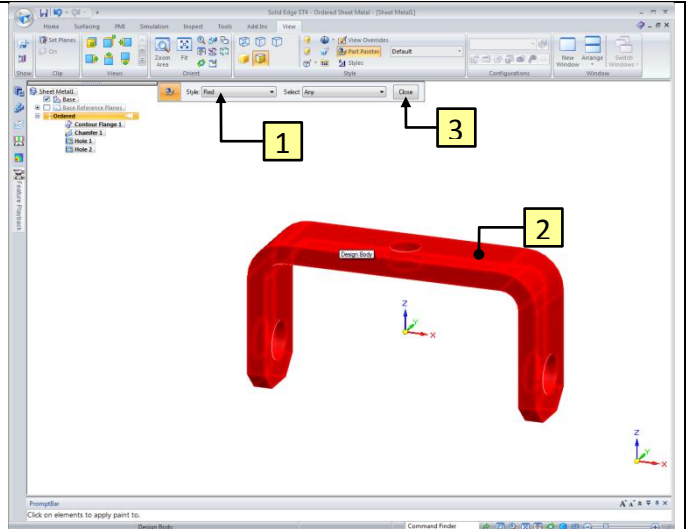 Solid Edge ST4 - Ordered Sheet Metal - [Sheet Metal1]
Home Surfacing PMI Simulation Inspect Tools Add Ins View
Set Planes
On
Zoom Area
Fit
View Overrides
Part Painter
Default
Styles
New Window
Arrange
Switch Windows
Show Clip Views Orient Style Configurations Window
Sheet Metal1
Base
Base Reference Planes
Ordered
Contour Flange 1
Chamfer 1
Hole 1
Hole 2
Style: Red Select: Any Close
1
3
2
Feature Playback
Design Body
Z
Y
X
Z
Y
X
PromptBar
Click on elements to apply paint to.
Design Body
Command Finder